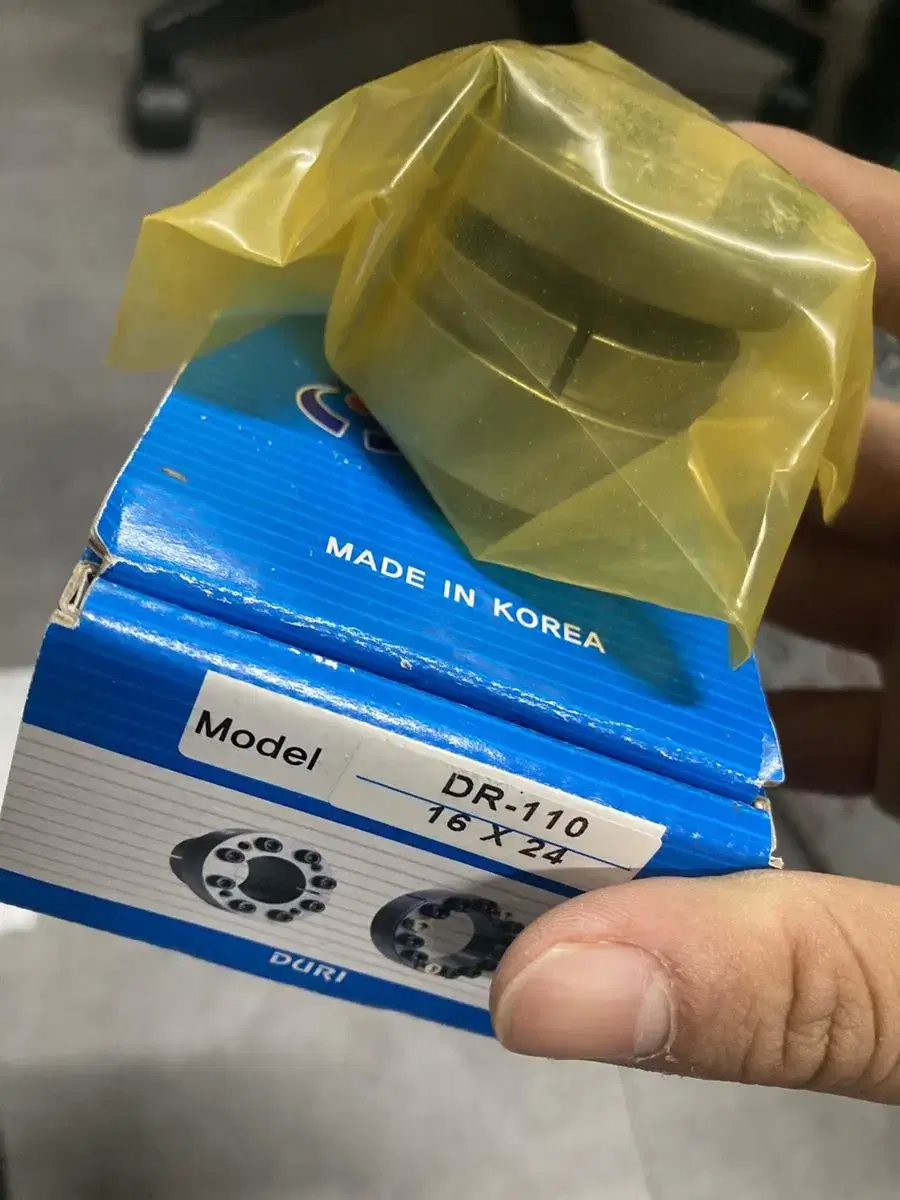 MADE IN KOREA
Model
DR-110
16 X 24
DURI